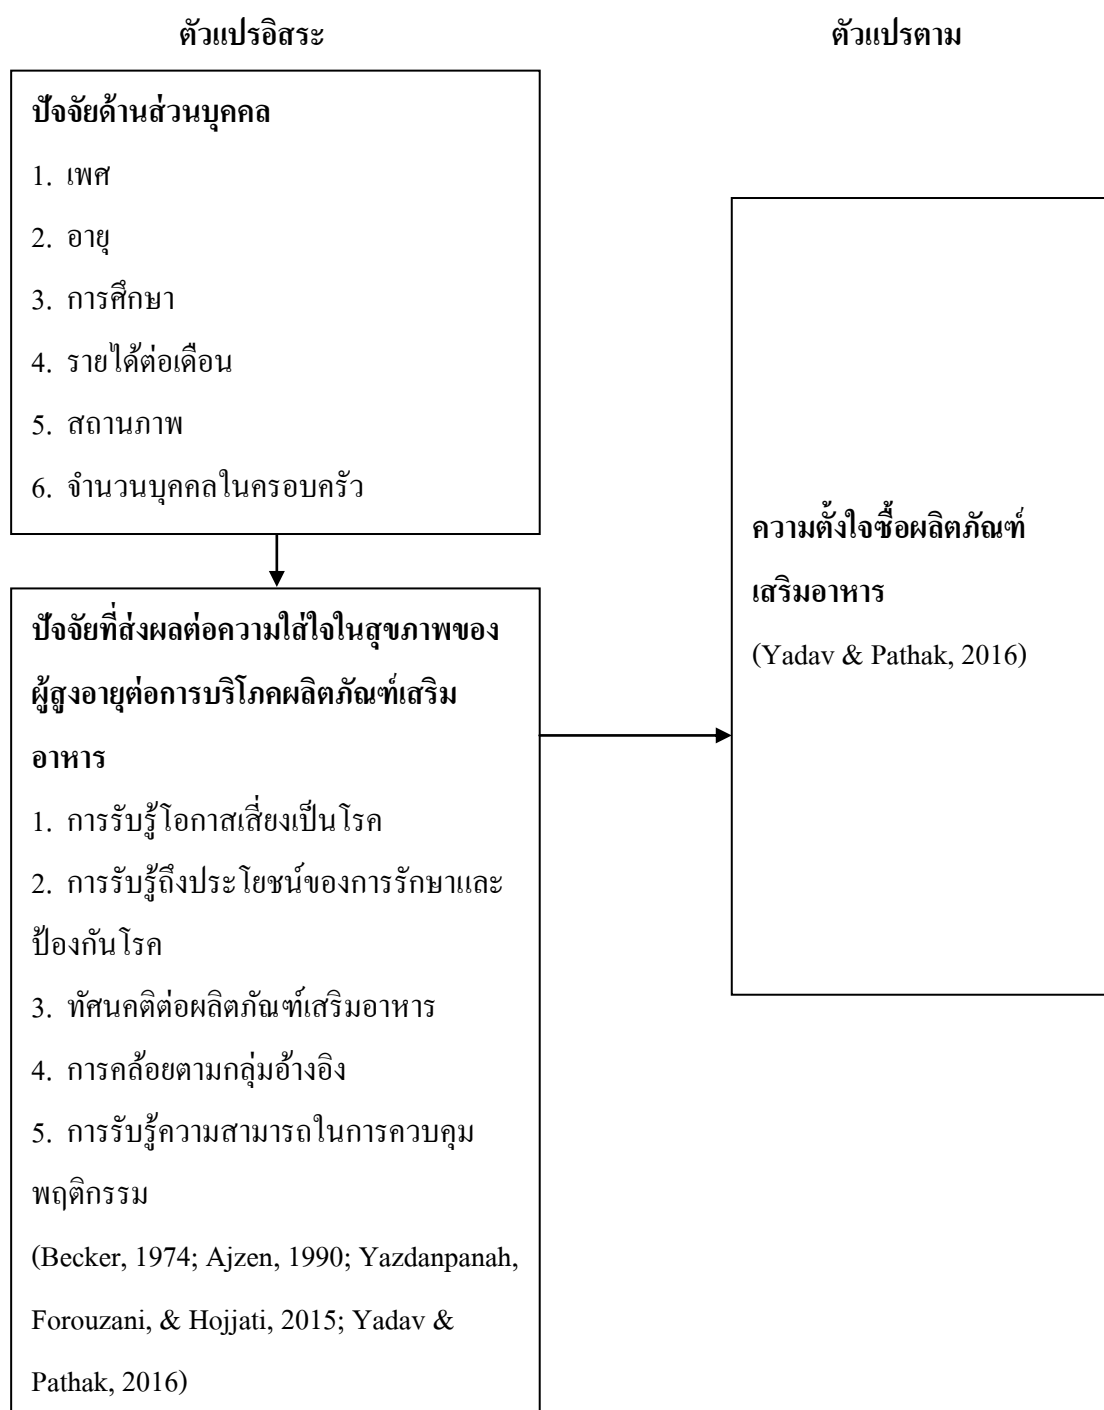 ตัวแปรอิสระ
ตัวแปรตาม
ปัจจัยด้านส่วนบุคคล
1. เพศ
2. อายุ
3. การศึกษา
4. รายได้ต่อเดือน
5. สถานภาพ
6. จำนวนบุคคลในครอบครัว
ปัจจัยที่ส่งผลต่อความใส่ใจในสุขภาพของ
ผู้สูงอายุต่อการบริโภคผลิตภัณฑ์เสริม
อาหาร
1. การรับรู้โอกาสเสี่ยงเป็นโรค
2. การรับรู้ถึงประโยชน์ของการรักษาและ
ป้องกันโรค
3. ทัศนคติต่อผลิตภัณฑ์เสริมอาหาร
4. การคล้อยตามกลุ่มอ้างอิง
5. การรับรู้ความสามารถในการควบคุม
พฤติกรรม
(Becker, 1974; Ajzen, 1990; Yazdanpanah,
Forouzani, & Hojjati, 2015; Yadav &
Pathak, 2016)
ความตั้งใจซื้อผลิตภัณฑ์
เสริมอาหาร
(Yadav & Pathak, 2016)